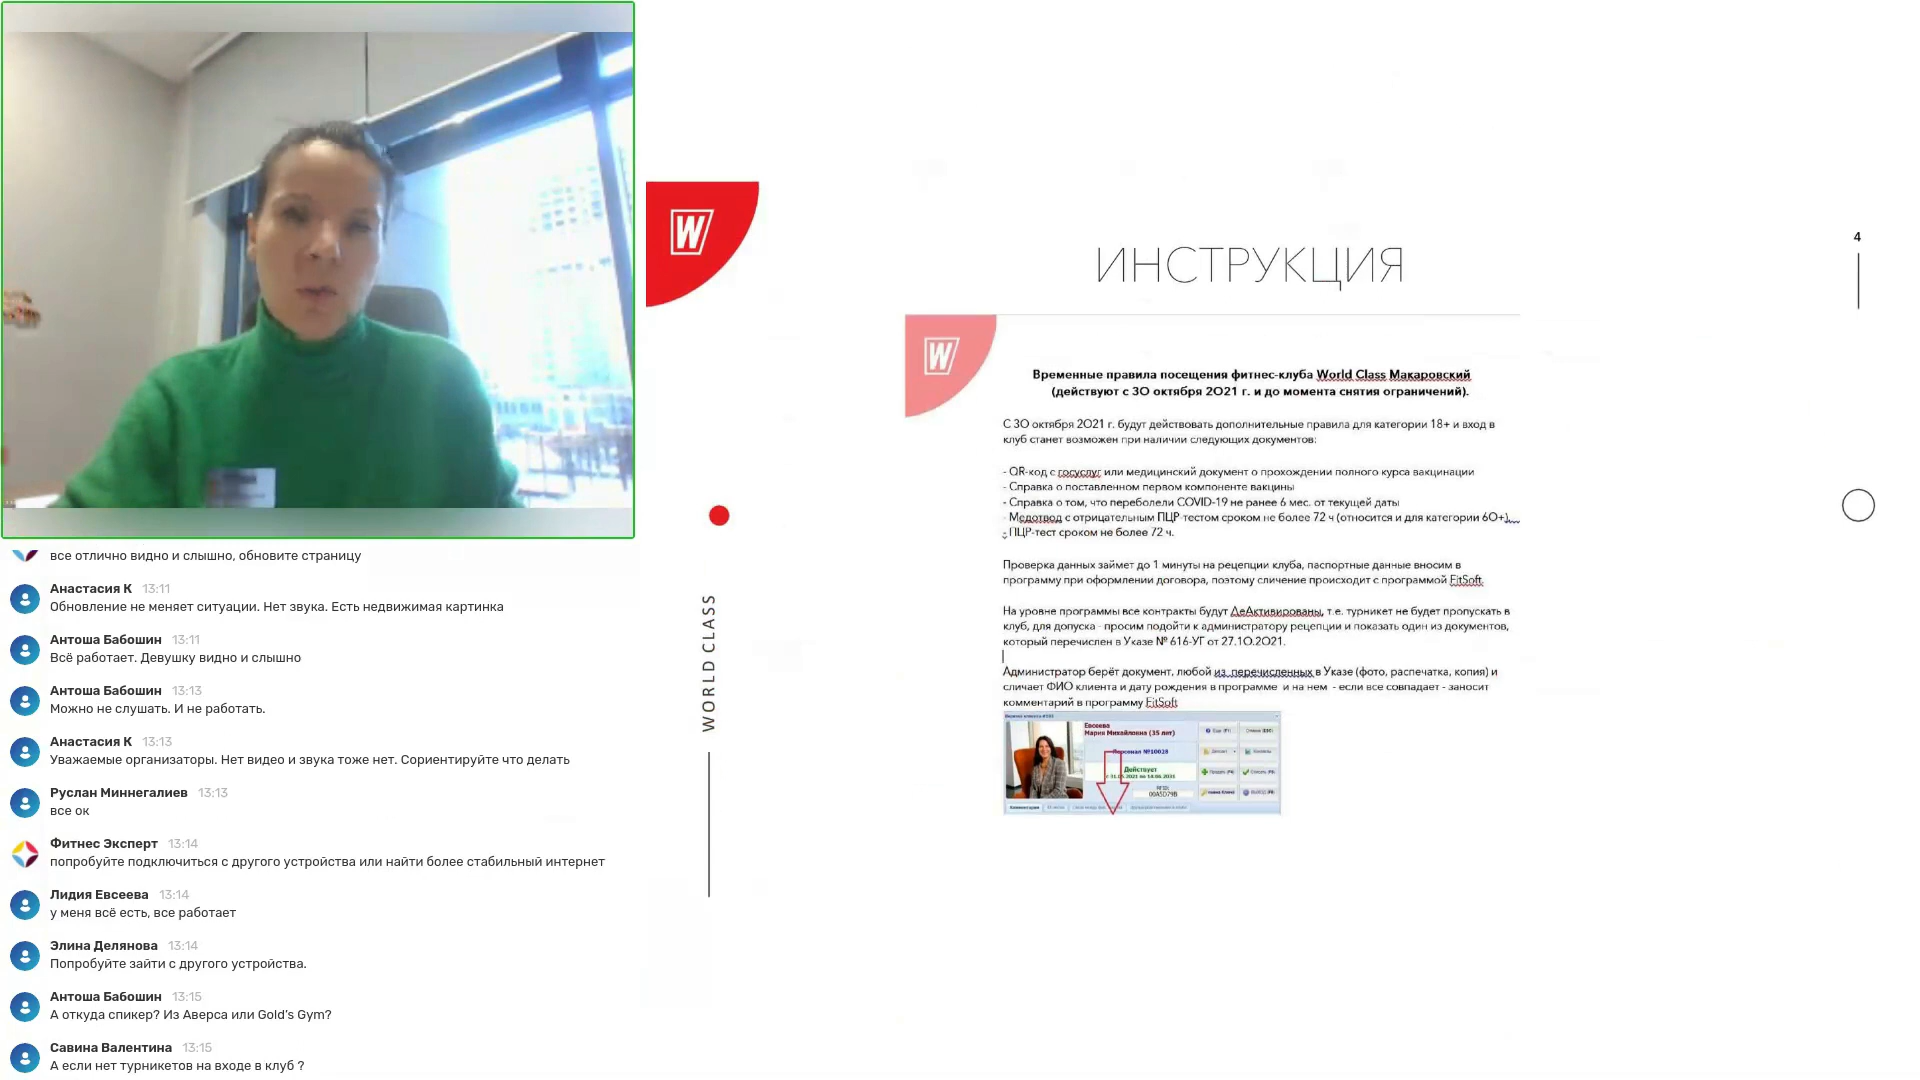 все отлично видно и слышно, обновите страницу
Анастасия К 13:11
Обновление не меняет ситуации. Нет звука. Есть недвижимая картинка
Антоша Бабошин 13:11
Всё работает. Девушку видно и слышно
Антоша Бабошин 13:13
Можно не слушать. И не работать.
Анастасия К 13:13
Уважаемые организаторы. Нет видео и звука тоже нет. Сориентируйте что делать
Руслан Миннегалиев 13:13
все ок
Фитнес Эксперт 13:14
попробуйте подключиться с другого устройства или найти более стабильный интернет
Лидия Евсеева 13:14
у меня всё есть, все работает
Элина Делянова 13:14
Попробуйте зайти с другого устройства.
Антоша Бабошин 13:15
А откуда спикер? Из Аверса или Gold's Gym?
Савина Валентина 13:15
А если нет турникетов на входе в клуб ?
W
WORLD CLASS
ИНСТРУКЦИЯ
4
W
Временные правила посещения фитнес-клуба World Class Макаровский
(действуют с 30 октября 2021 г. и до момента снятия ограничений).
С 30 октября 2021 г. будут действовать дополнительные правила для категории 18+ и вход в
клуб станет возможен при наличии следующих документов:
- QR-код с госуслуг или медицинский документ о прохождении полного курса вакцинации
- Справка о поставленном первом компоненте вакцины
- Справка о том, что переболели COVID-19 не ранее 6 мес. от текущей даты
- Медотвод с отрицательным ПЦР-тестом сроком не более 72 ч (относится и для категории 60+)
- ПЦР-тест сроком не более 72 ч.
Проверка данных займет до 1 минуты на рецепции клуба, паспортные данные вносим в
программу при оформлении договора, поэтому сличение происходит с программой FitSoft.
На уровне программы все контракты будут ДеАктивированы, т.е. турникет не будет пропускать в
клуб, для допуска - просим подойти к администратору рецепции и показать один из документов,
который перечислен в Указе № 616-УГ от 27.10.2021.
Администратор берёт документ, любой из перечисленных в Указе (фото, распечатка, копия) и
сличает ФИО клиента и дату рождения в программе и на нем - если все совпадает - заносит
комментарий в программу FitSoft
Евсеева
Мария Михайловна (35 лет)
Персонал №10028
Действует
00A5D79B